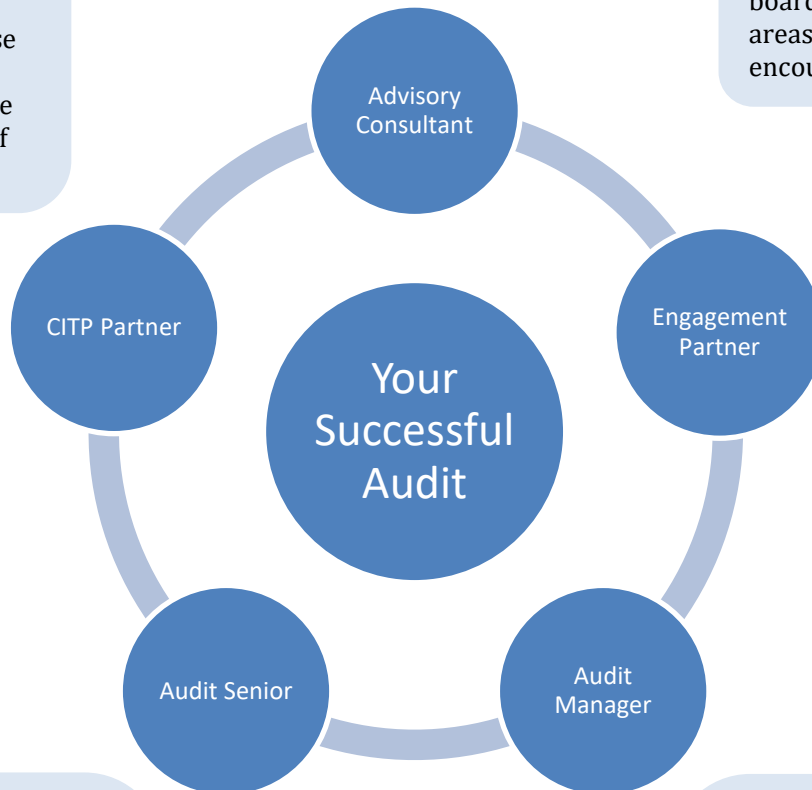 Advisory
Consultant
CITP Partner
Engagement
Partner
Your
Successful
Audit
Audit Senior
Audit
Manager